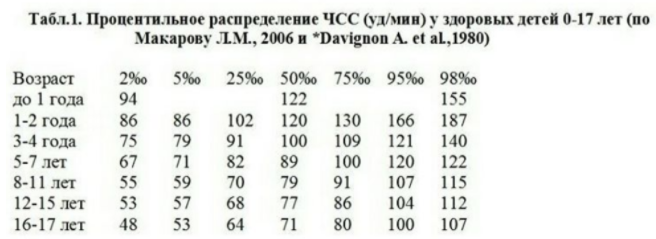 Табл.1. Процентильное распределение ЧСС (уд/мин) у здоровых детей 0-17 лет (по
Макарову Л.М., 2006 и *Davignon A. et al.,1980)
Возраст 2‰ 5‰ 25‰ 50‰ 75‰ 95‰ 98‰
до 1 года 94 122 155
1-2 года 86 86 102 120 130 166 187
3-4 года 75 79 91 100 109 121 140
5-7 лет 67 71 82 89 100 120 122
8-11 лет 55 59 70 79 91 107 115
12-15 лет 53 57 68 77 86 104 112
16-17 лет 48 53 64 71 80 100 107